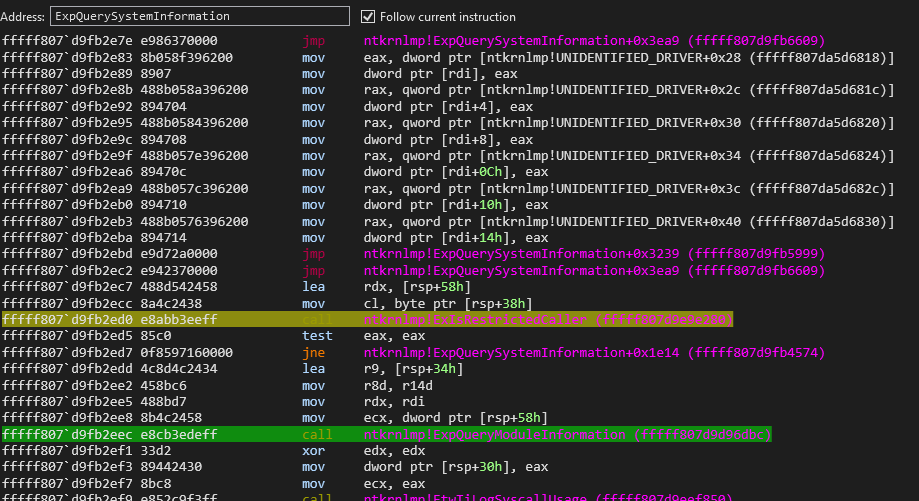 Address: ExpQuerySystemInformation Follow current instruction
fffff807`d9fb2e7e e986370000 jmp ntkrnlmp!ExpQuerySystemInformation+0x3ea9 (fffff807d9fb6609)
fffff807`d9fb2e83 8b058f396200 mov eax, dword ptr [ntkrnlmp!UNIDENTIFIED_DRIVER+0x28 (fffff807da5d6818)]
fffff807`d9fb2e89 8907 mov dword ptr [rdi], eax
fffff807`d9fb2e8b 488b058a396200 mov rax, qword ptr [ntkrnlmp!UNIDENTIFIED_DRIVER+0x2c (fffff807da5d681c)]
fffff807`d9fb2e92 894704 mov dword ptr [rdi+4], eax
fffff807`d9fb2e95 488b0584396200 mov rax, qword ptr [ntkrnlmp!UNIDENTIFIED_DRIVER+0x30 (fffff807da5d6820)]
fffff807`d9fb2e9c 894708 mov dword ptr [rdi+8], eax
fffff807`d9fb2e9f 488b057e396200 mov rax, qword ptr [ntkrnlmp!UNIDENTIFIED_DRIVER+0x34 (fffff807da5d6824)]
fffff807`d9fb2ea6 89470c mov dword ptr [rdi+0Ch], eax
fffff807`d9fb2ea9 488b057c396200 mov rax, qword ptr [ntkrnlmp!UNIDENTIFIED_DRIVER+0x3c (fffff807da5d682c)]
fffff807`d9fb2eb0 894710 mov dword ptr [rdi+10h], eax
fffff807`d9fb2eb3 488b0576396200 mov rax, qword ptr [ntkrnlmp!UNIDENTIFIED_DRIVER+0x40 (fffff807da5d6830)]
fffff807`d9fb2eba 894714 mov dword ptr [rdi+14h], eax
fffff807`d9fb2ebd e9d72a0000 jmp ntkrnlmp!ExpQuerySystemInformation+0x3239 (fffff807d9fb5999)
fffff807`d9fb2ec2 e942370000 jmp ntkrnlmp!ExpQuerySystemInformation+0x3ea9 (fffff807d9fb6609)
fffff807`d9fb2ec7 488d542458 lea rdx, [rsp+58h]
fffff807`d9fb2ecc 8a4c2438 mov cl, byte ptr [rsp+38h]
fffff807`d9fb2ed0 e8abb3eeff call ntkrnlmp!ExIsRestrictedCaller
fffff807`d9fb2ed5 85c0 test eax, eax
fffff807`d9fb2ed7 0f8597160000 jne ntkrnlmp!ExpQuerySystemInformation+0x1e14 (fffff807d9fb4574)
fffff807`d9fb2edd 4c8d4c2434 lea r9, [rsp+34h]
fffff807`d9fb2ee2 458bc6 mov r8d, r14d
fffff807`d9fb2ee5 488bd7 mov rdx, rdi
fffff807`d9fb2ee8 8b4c2458 mov ecx, dword ptr [rsp+58h]
fffff807`d9fb2eec e8cb3edeff call ntkrnlmp!ExpQueryModuleInformation (fffff807d9d96dbc)
fffff807`d9fb2ef1 33d2 xor edx, edx
fffff807`d9fb2ef3 89442430 mov dword ptr [rsp+30h], eax
fffff807`d9fb2ef7 8bc8 mov ecx, eax
fffff807`d9fb2ef9 e852c9f3ff call ntkrnlmp!EtwTiLogSyscallUsage (fffff807d9eef850)